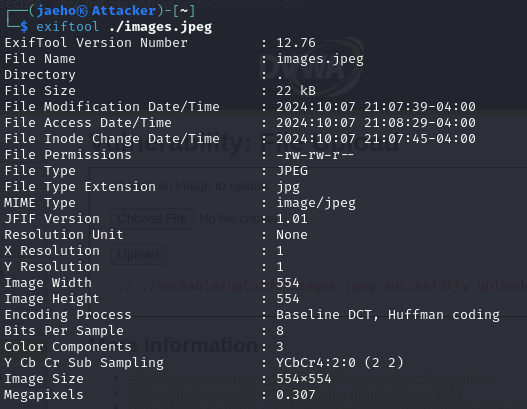 (jaeho㉿Attacker)-[~]
$ exiftool ./images.jpeg
ExifTool Version Number : 12.76
File Name : images.jpeg
Directory : .
File Size : 22 kB
File Modification Date/Time : 2024:10:07 21:07:39-04:00
File Access Date/Time : 2024:10:07 21:08:29-04:00
File Inode Change Date/Time : 2024:10:07 21:07:45-04:00
File Permissions : -rw-rw-r--
File Type : JPEG
File Type Extension : jpg
MIME Type : image/jpeg
JFIF Version : 1.01
Resolution Unit : None
X Resolution : 1
Y Resolution : 1
Image Width : 554
Image Height : 554
Encoding Process : Baseline DCT, Huffman coding
Bits Per Sample : 8
Color Components : 3
Y Cb Cr Sub Sampling : YCbCr4:2:0 (2 2)
Image Size : 554×554
Megapixels : 0.307